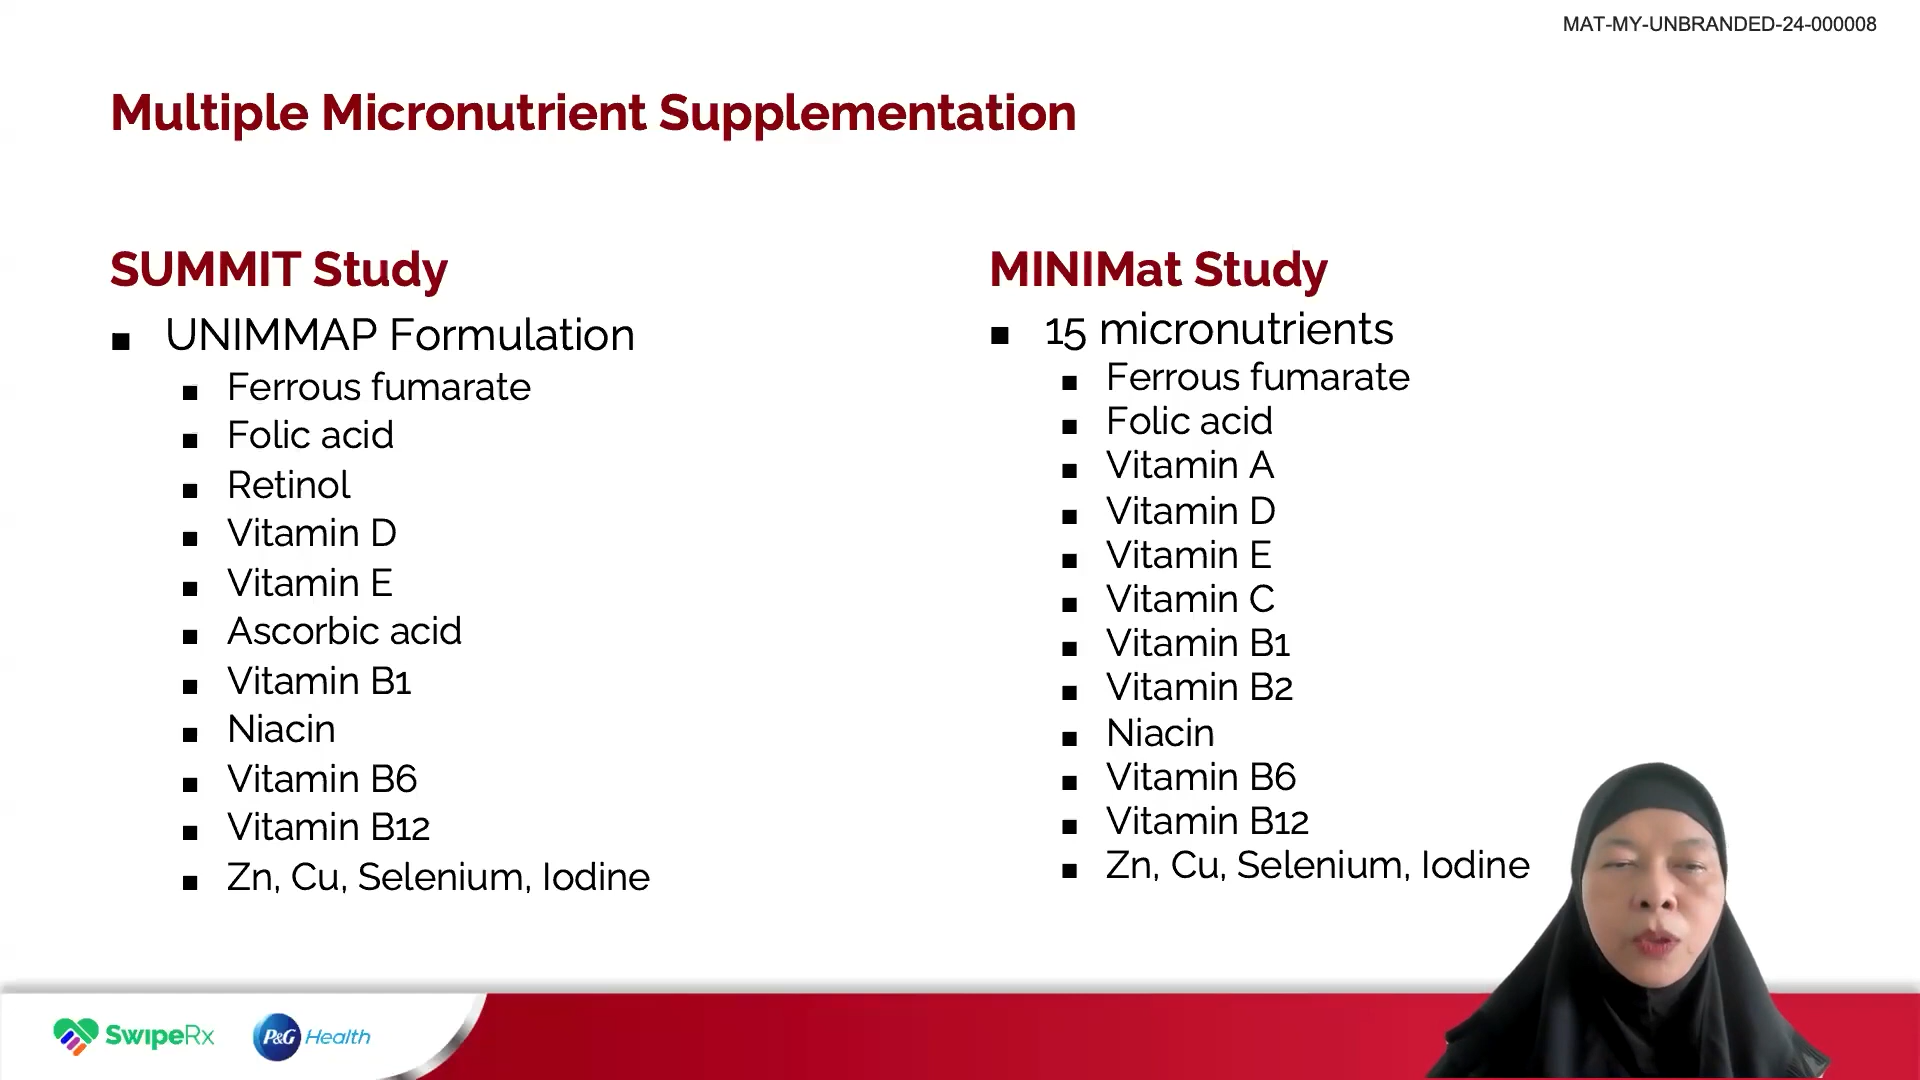 MAT-MY-UNBRANDED-24-000008
Multiple Micronutrient Supplementation
SUMMIT Study
■ UNIMMAP Formulation
■ Ferrous fumarate
■ Folic acid
■ Retinol
■ Vitamin D
■ Vitamin E
■ Ascorbic acid
■ Vitamin B1
■ Niacin
■ Vitamin B6
■ Vitamin B12
■ Zn, Cu, Selenium, Iodine
MINIMat Study
■ 15 micronutrients
■ Ferrous fumarate
■ Folic acid
■ Vitamin A
■ Vitamin D
■ Vitamin E
■ Vitamin C
■ Vitamin B1
■ Vitamin B2
■ Niacin
■ Vitamin B6
■ Vitamin B12
■ Zn, Cu, Selenium, Iodine
SwipeRx
P&G Health